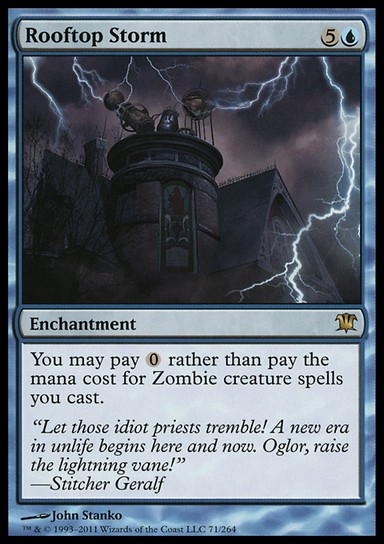 Rooftop Storm 5
Enchantment
You may pay 0 rather than pay the
mana cost for Zombie creature spells
you cast.
“Let those idiot priests tremble! A new era
in unlife begins here and now. Oglor, raise
the lightning vane!”
—Stitcher Geralf
John Stanko
™ & © 1993–2011 Wizards of the Coast LLC 71/264